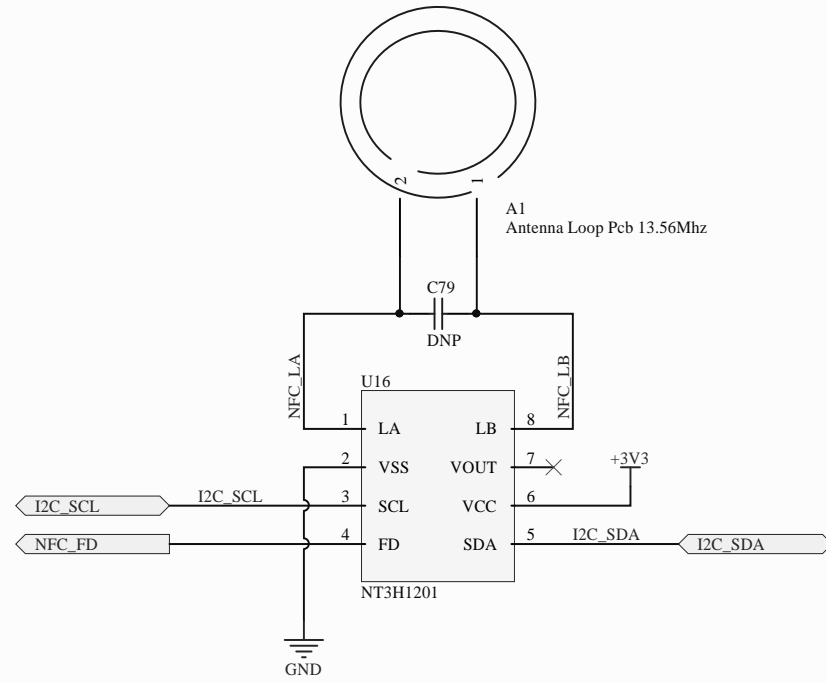 2
1
A1
Antenna Loop Pcb 13.56Mhz
C79
DNP
NFC_LA
NFC_LB
U16
1
LA
LB
8
2
VSS
VOUT
7
+3V3
I2C_SCL
I2C_SCL
3
SCL
VCC
6
NFC_FD
4
FD
SDA
5
I2C_SDA
I2C_SDA
NT3H1201
GND